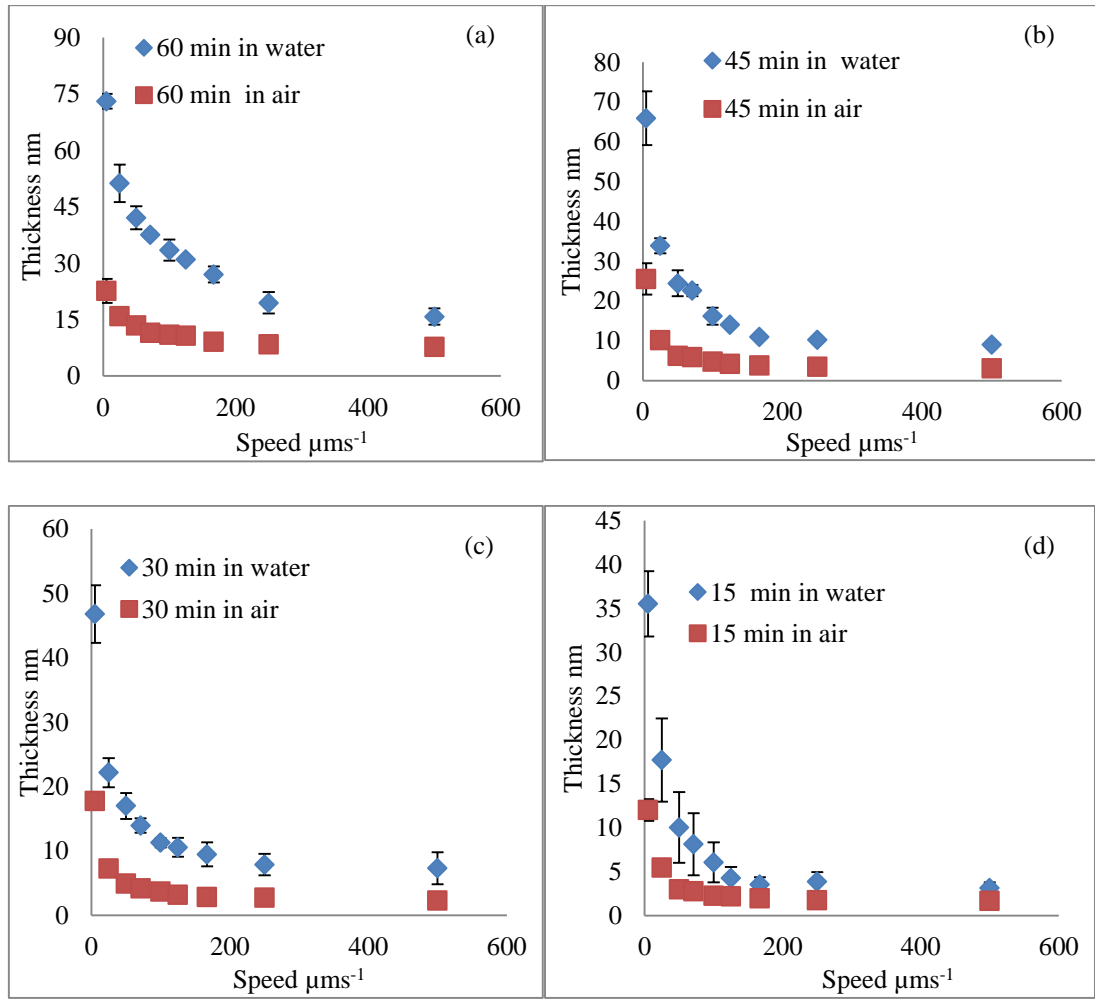 (a)
60 min in water
60 min  in air
Thickness nm
90
75
60
45
30
15
0
0 200 400 600
Speed µms⁻¹
(b)
45 min in  water
45 min in air
Thickness nm
80
70
60
50
40
30
20
10
0
0 200 400 600
Speed µms⁻¹
(c)
30 min in water
30 min in air
Thickness nm
60
50
40
30
20
10
0
0 200 400 600
Speed µms⁻¹
(d)
15  min in water
15 min in air
Thickness nm
45
40
35
30
25
20
15
10
5
0
0 200 400 600
Speed µms⁻¹